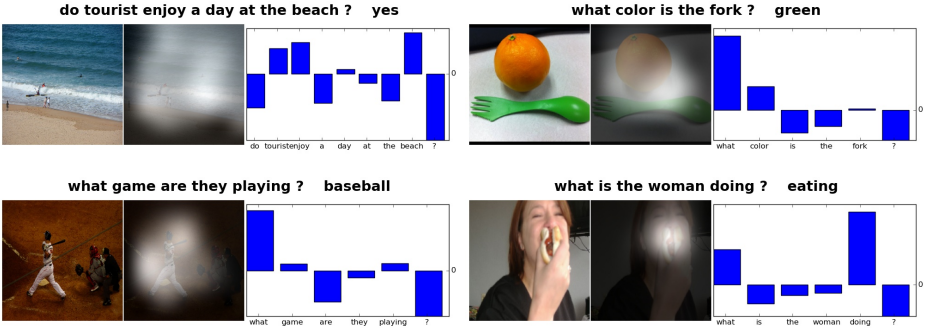 do tourist enjoy a day at the beach ? yes
0
do tourist enjoy a day at the beach ?
what color is the fork ? green
0
what color is the fork ?
what game are they playing ? baseball
0
what game are they playing ?
what is the woman doing ? eating
0
what is the woman doing ?